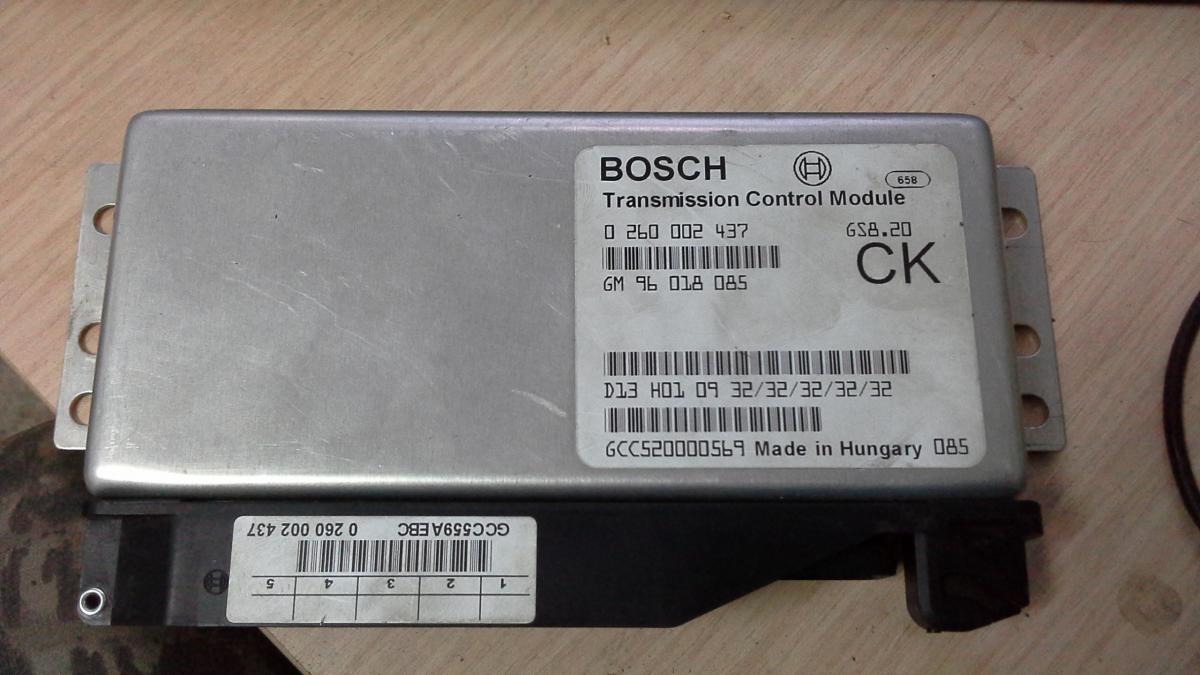 BOSCH
658
Transmission Control Module
0 260 002 437 GS8.20
CK
GM 96 018 085
D13 H01 09 32/32/32/32/32
GCC520000569 Made in Hungary 085
GCC559AEBC 0 260 002 437
1 2 3 4 5